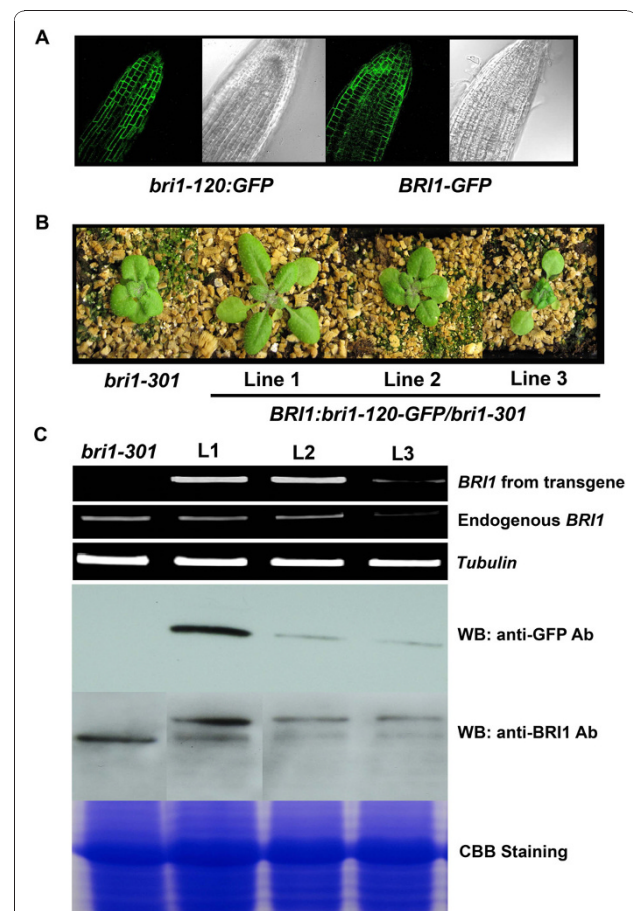 A
bri1-120:GFP BRI1-GFP
B
bri1-301 Line 1 Line 2 Line 3
BRI1:bri1-120-GFP/bri1-301
C
bri1-301 L1 L2 L3
BRI1 from transgene
Endogenous BRI1
Tubulin
WB: anti-GFP Ab
WB: anti-BRI1 Ab
CBB Staining